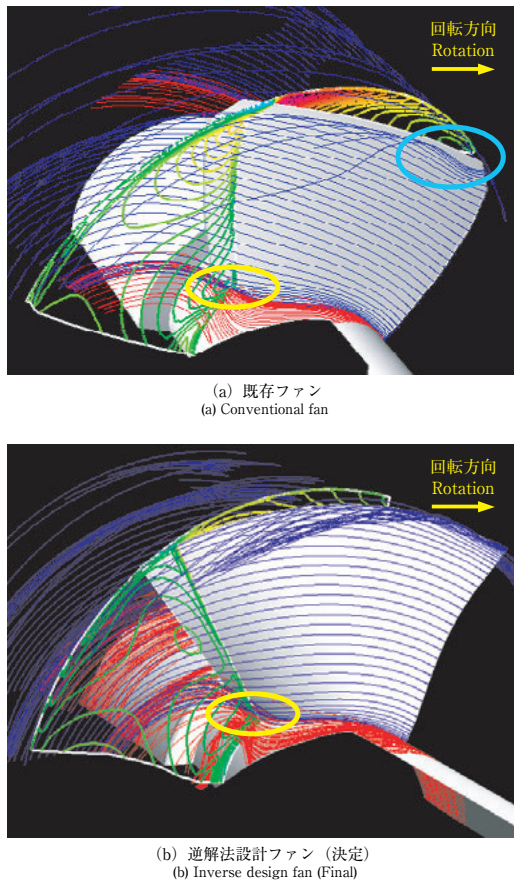 回転方向
Rotation
(a) 既存ファン
(a) Conventional fan
回転方向
Rotation
(b) 逆解法設計ファン（決定）
(b) Inverse design fan (Final)